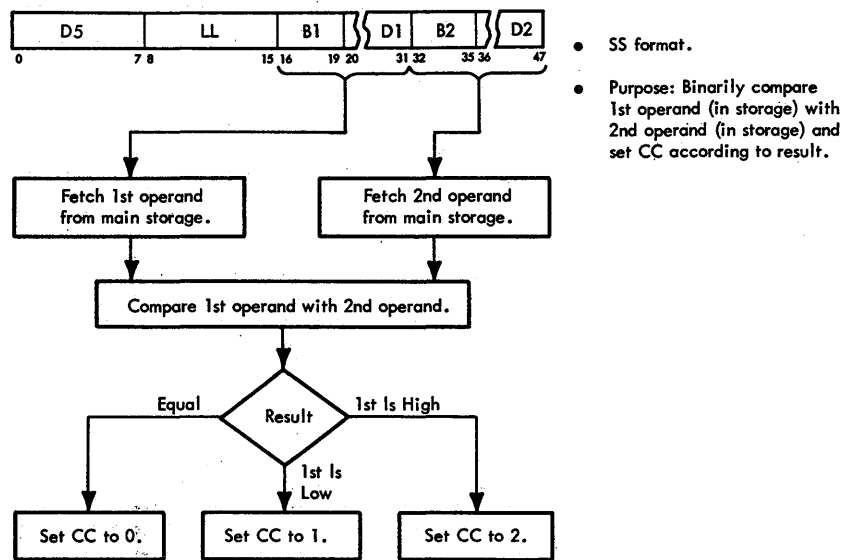 D5 LL B1 D1 B2 D2
0 7 8 15 16 19 20 31 32 35 36 47
• SS format.
• Purpose: Binarily compare
1st operand (in storage) with
2nd operand (in storage) and
set CC according to result.
Fetch 1st operand
from main storage.
Fetch 2nd operand
from main storage.
Compare 1st operand with 2nd operand.
Equal
Result
1st Is High
1st Is
Low
Set CC to 0.
Set CC to 1.
Set CC to 2.